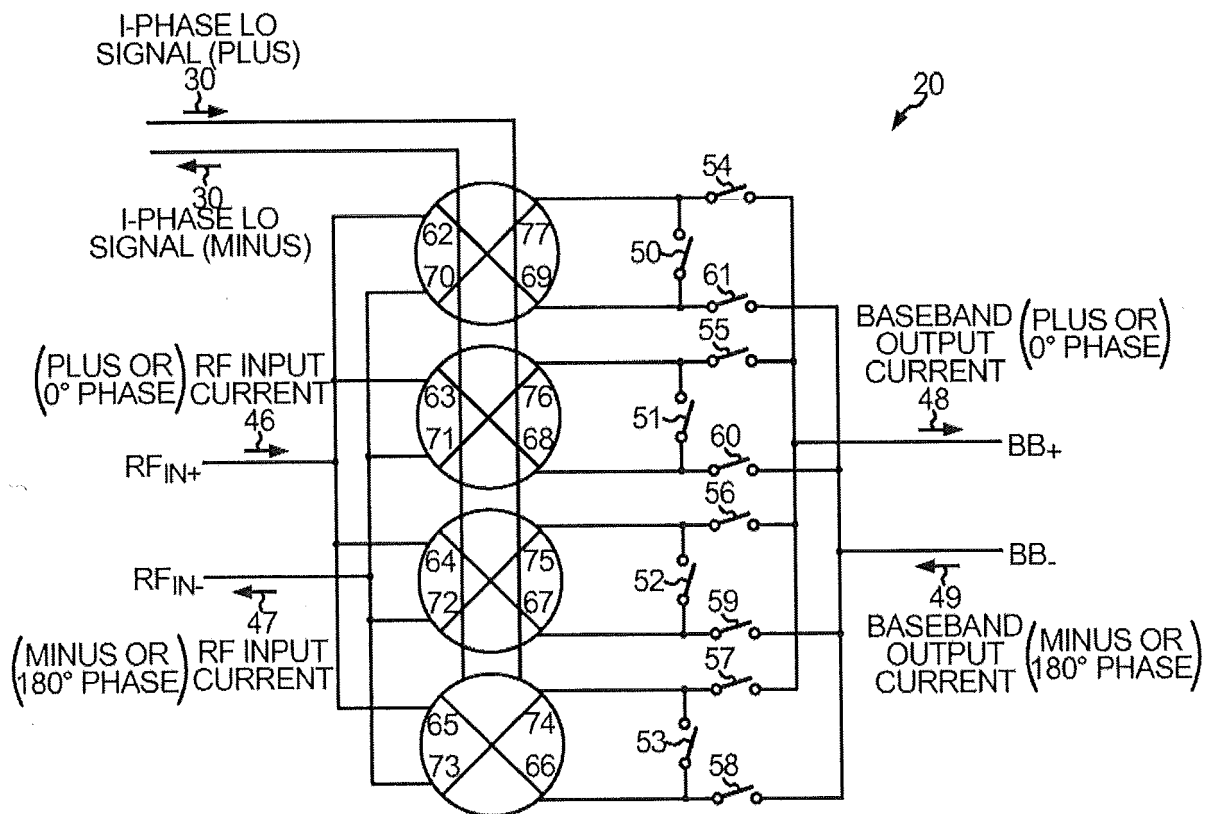 I-PHASE LO
SIGNAL (PLUS)
30
20
30
I-PHASE LO
SIGNAL (MINUS)
54
62 77
70 69
50
61
55
63 76
71 68
51
60
56
64 75
72 67
52
59
57
65 74
73 66
53
58
(PLUS OR 0° PHASE) RF INPUT
CURRENT
46
RFIN+
RFIN-
47
(MINUS OR 180° PHASE) RF INPUT
CURRENT
BASEBAND (PLUS OR
OUTPUT 0° PHASE)
CURRENT
48
BB+
BB-
49
BASEBAND
OUTPUT (MINUS OR
CURRENT 180° PHASE)